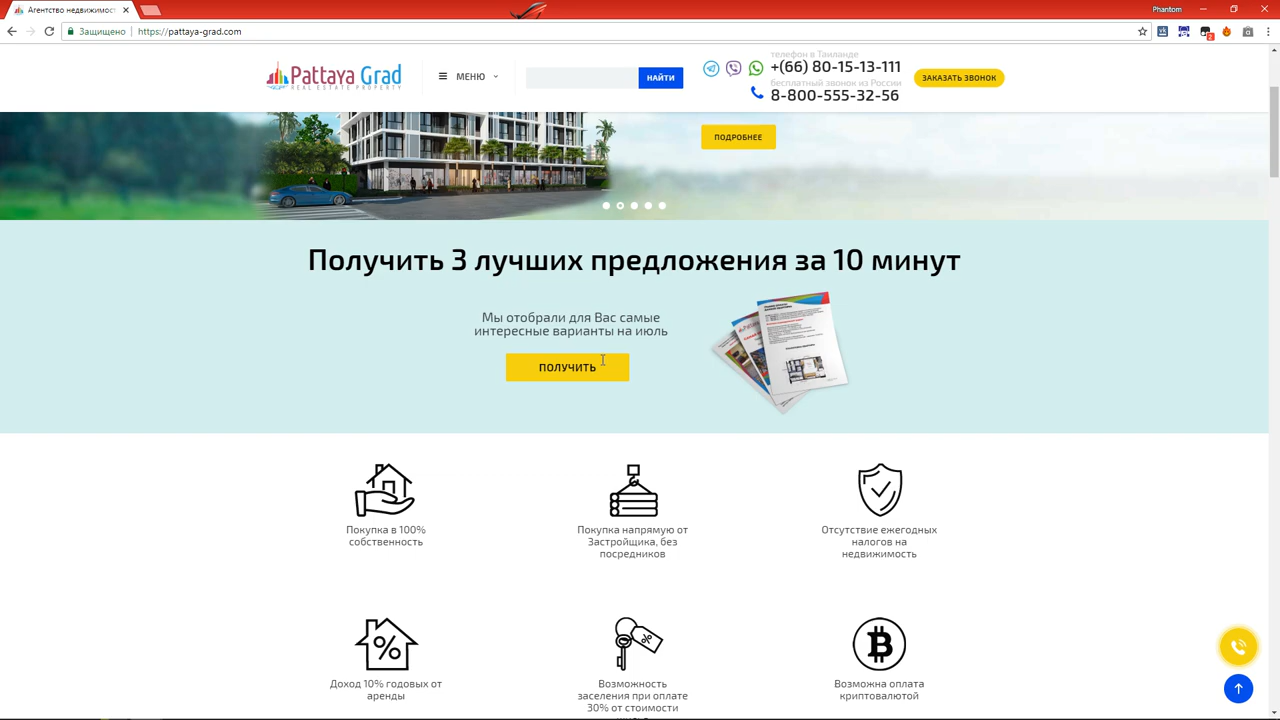 Агентство недвижимост
Phantom
Защищено
https://pattaya-grad.com
Pattaya Grad
REAL ESTATE PROPERTY
МЕНЮ
НАЙТИ
телефон в Таиланде
+(66) 80-15-13-111
бесплатный звонок из России
8-800-555-32-56
ЗАКАЗАТЬ ЗВОНОК
ПОДРОБНЕЕ
Получить 3 лучших предложения за 10 минут
Мы отобрали для Вас самые
интересные варианты на июль
ПОЛУЧИТЬ
Покупка в 100%
собственность
Покупка напрямую от
Застройщика, без
посредников
Отсутствие ежегодных
налогов на
недвижимость
Доход 10% годовых от
аренды
Возможность
заселения при оплате
30% от стоимости
Возможна оплата
криптовалютой